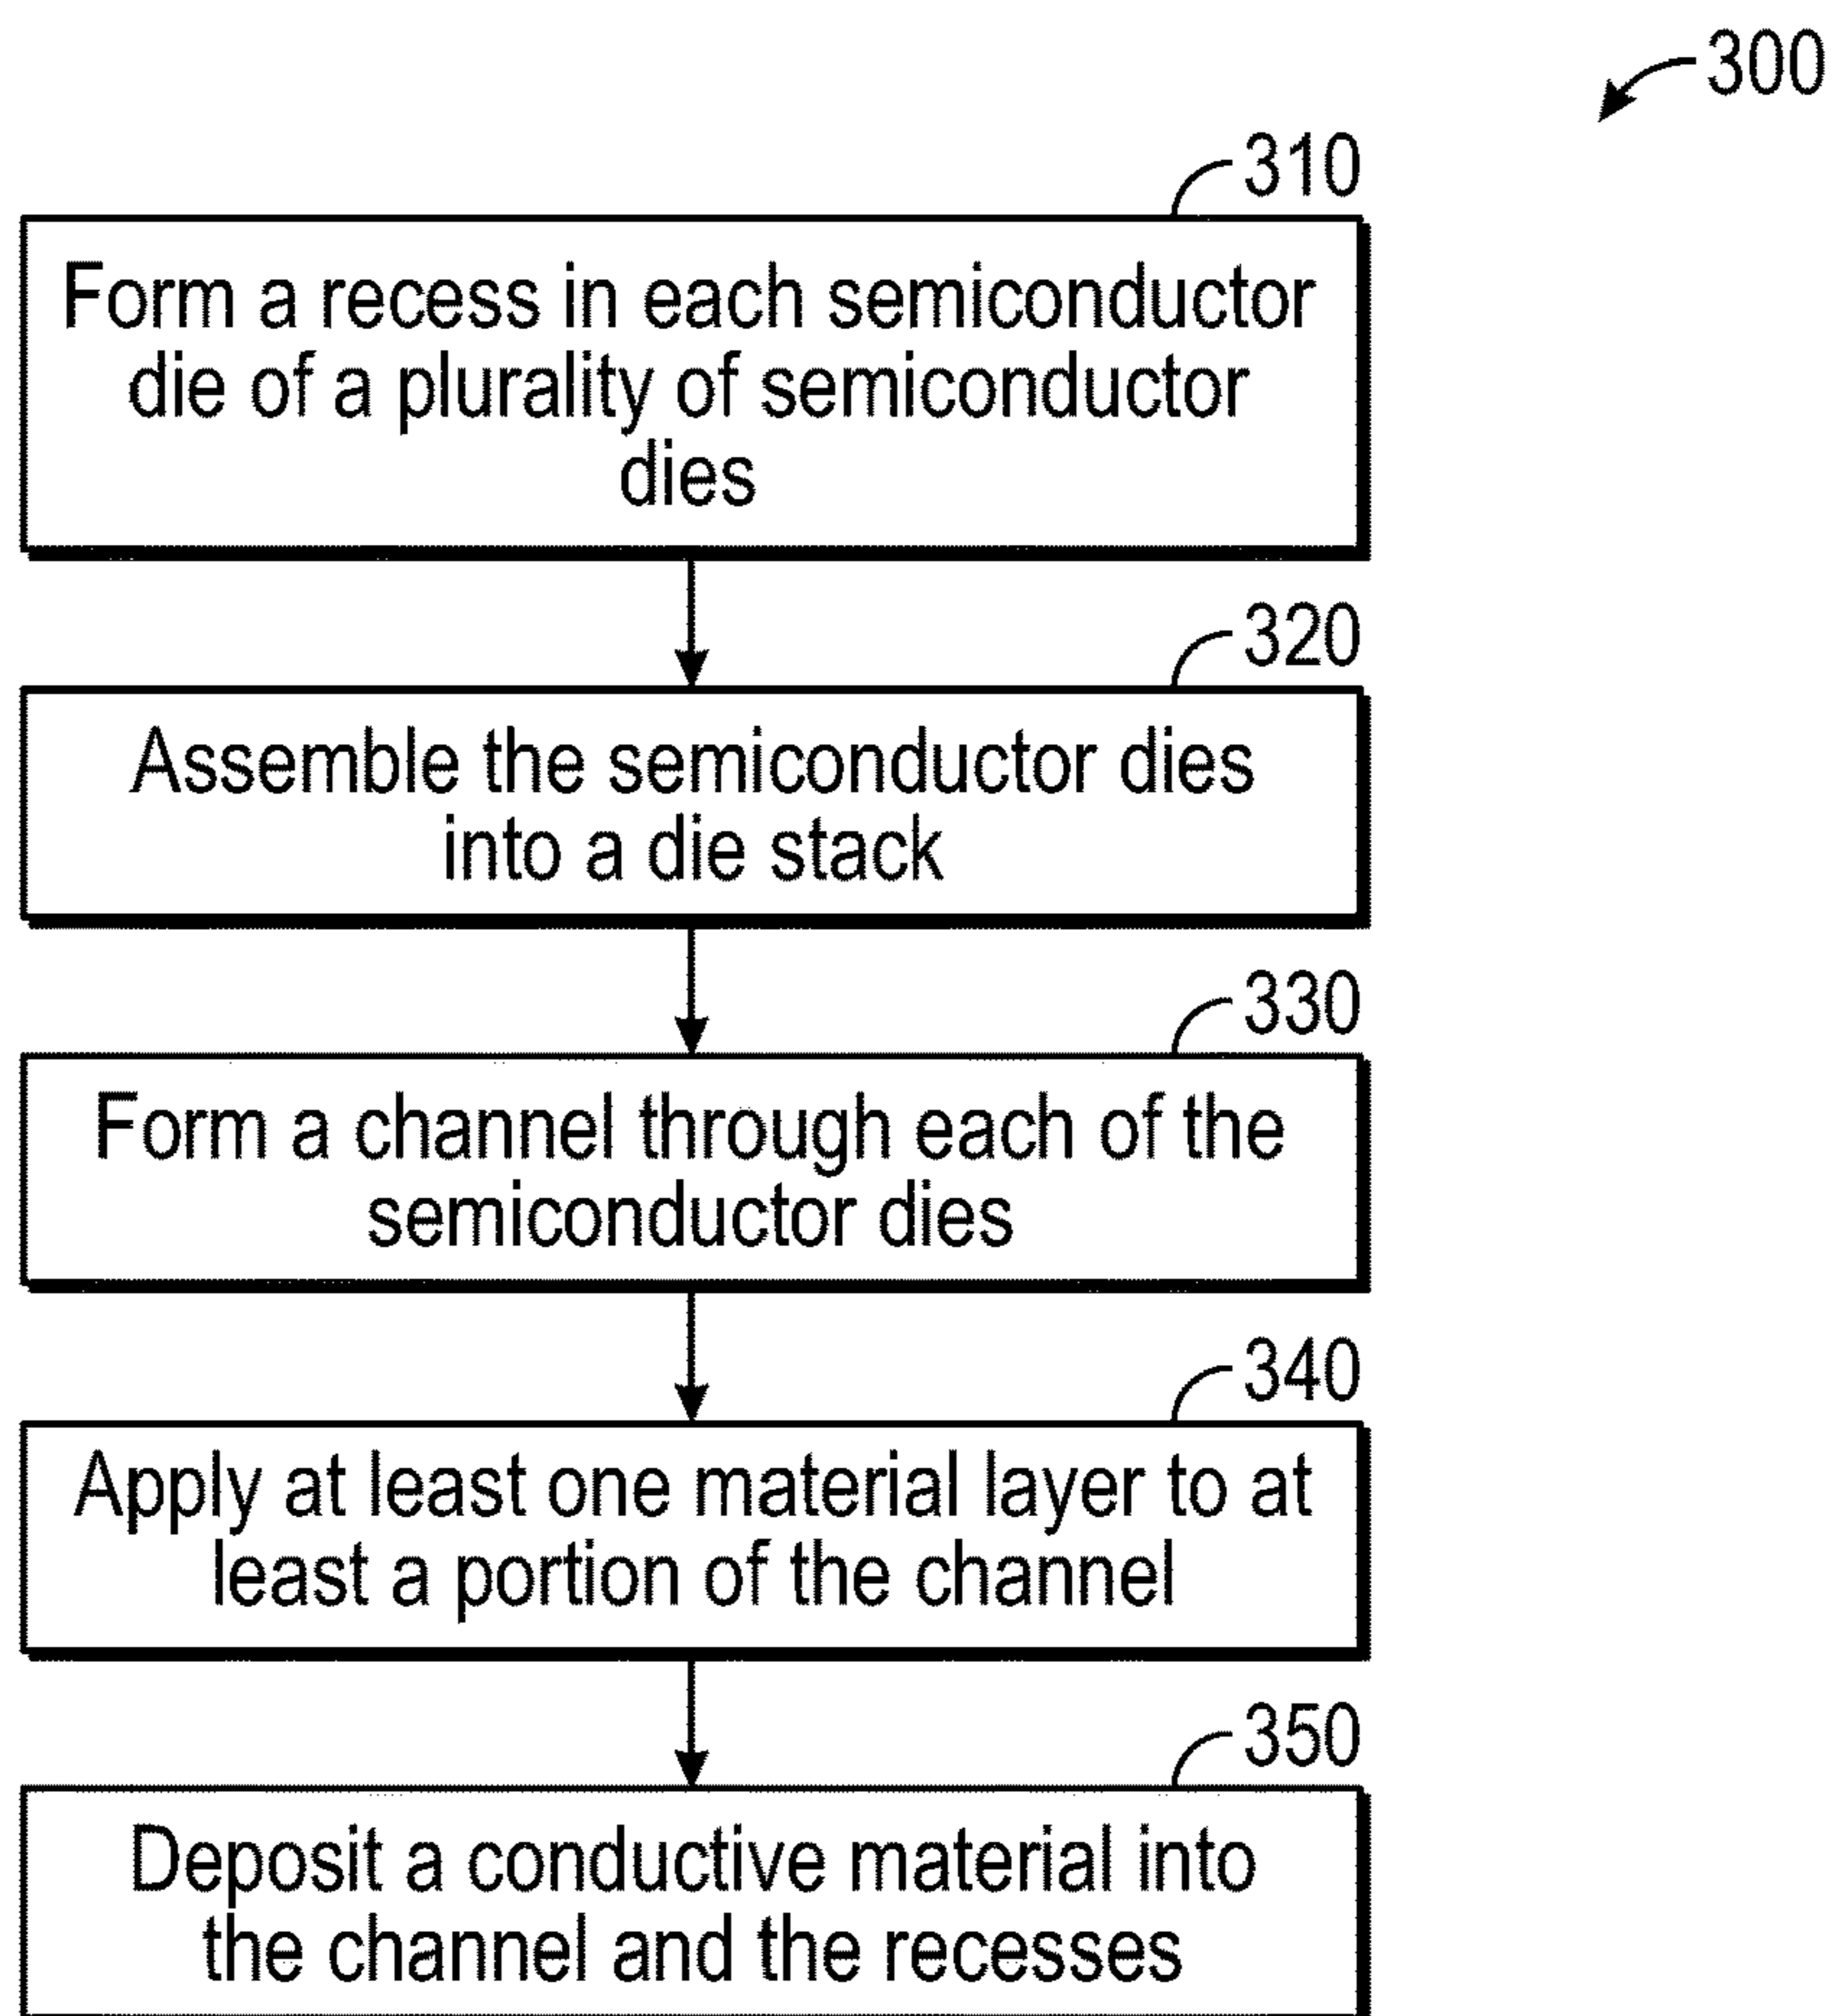 300
310
Form a recess in each semiconductor
die of a plurality of semiconductor
dies
320
Assemble the semiconductor dies
into a die stack
330
Form a channel through each of the
semiconductor dies
340
Apply at least one material layer to at
least a portion of the channel
350
Deposit a conductive material into
the channel and the recesses